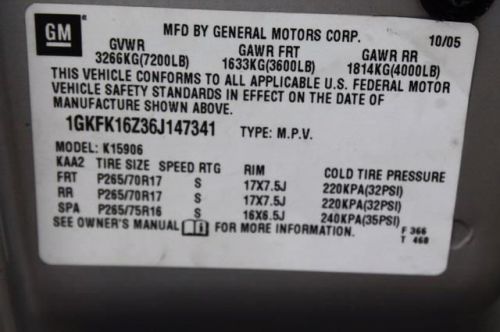 GM
MFD BY GENERAL MOTORS CORP.
10/05
GVWR GAWR FRT GAWR RR
3266KG(7200LB) 1633KG(3600LB) 1814KG(4000LB)
THIS VEHICLE CONFORMS TO ALL APPLICABLE U.S. FEDERAL MOTOR
VEHICLE SAFETY STANDARDS IN EFFECT ON THE DATE OF
MANUFACTURE SHOWN ABOVE.
1GKFK16Z36J147341 TYPE: M.P.V.
MODEL: K15906
KAA2 TIRE SIZE SPEED RTG RIM COLD TIRE PRESSURE
FRT P265/70R17 S 17X7.5J 220KPA(32PSI)
RR P265/70R17 S 17X7.5J 220KPA(32PSI)
SPA P265/75R16 S 16X6.5J 240KPA(35PSI)
SEE OWNER'S MANUAL FOR MORE INFORMATION.
F 366
T 460